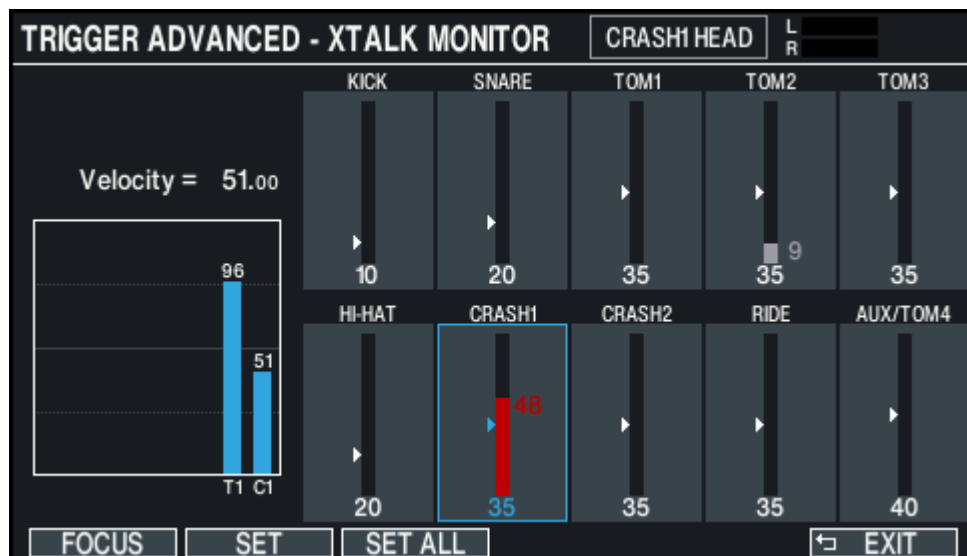 TRIGGER ADVANCED - XTALK MONITOR CRASH1 HEAD L
R
KICK SNARE TOM1 TOM2 TOM3
Velocity = 51.00
9
10 20 35 35 35
96
HI-HAT CRASH1 CRASH2 RIDE AUX/TOM4
51
48
T1 C1
20 35 35 35 40
FOCUS SET SET ALL EXIT